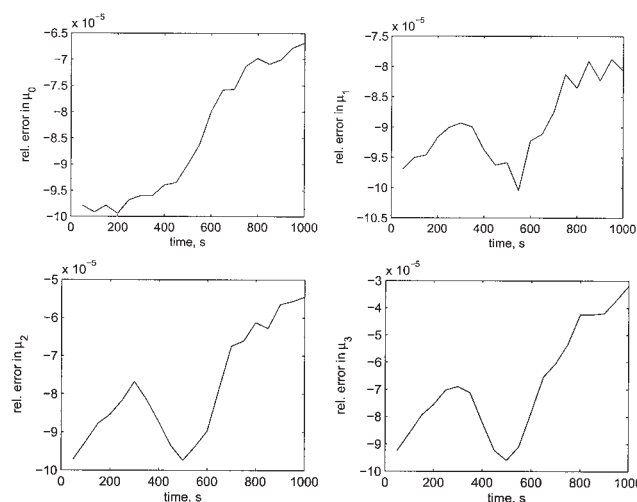 x 10⁻⁵
-6.5
-7
-7.5
-8
-8.5
-9
-9.5
-10
rel. error in μ₀
0 200 400 600 800 1000
time, s
x 10⁻⁵
-7.5
-8
-8.5
-9
-9.5
-10
-10.5
rel. error in μ₁
0 200 400 600 800 1000
time, s
x 10⁻⁵
-5
-6
-7
-8
-9
-10
rel. error in μ₂
0 200 400 600 800 1000
time, s
x 10⁻⁵
-3
-4
-5
-6
-7
-8
-9
-10
rel. error in μ₃
0 200 400 600 800 1000
time, s